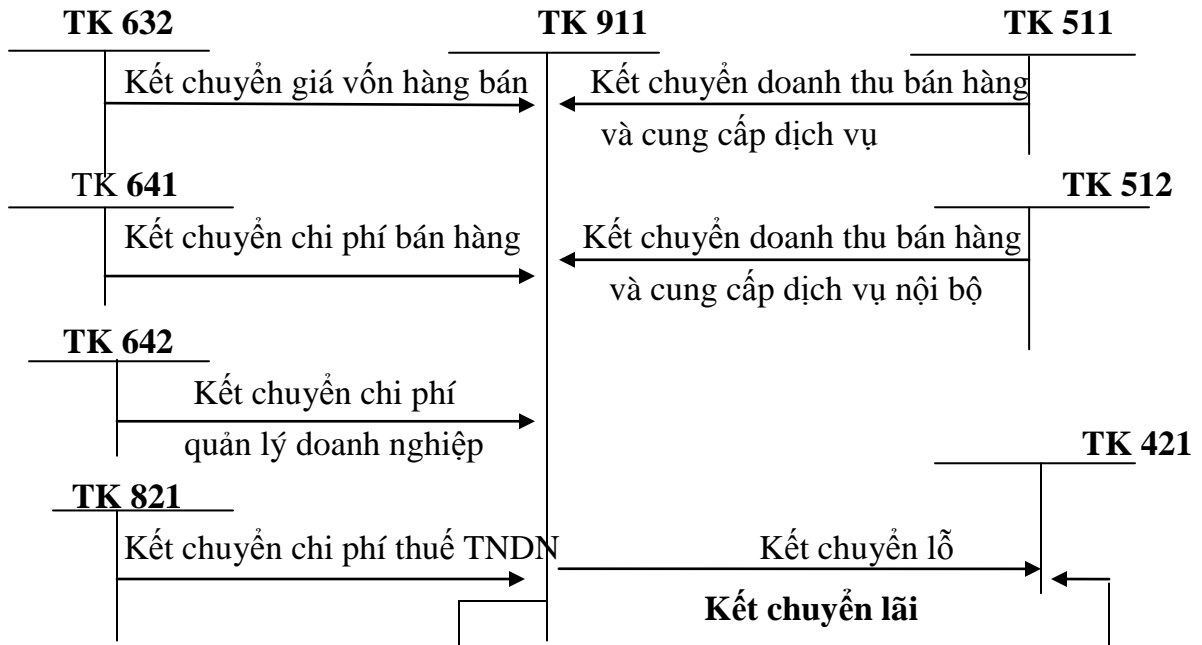 TK 632
TK 911
TK 511
Kết chuyển giá vốn hàng bán
Kết chuyển doanh thu bán hàng
và cung cấp dịch vụ
TK 641
TK 512
Kết chuyển chi phí bán hàng
Kết chuyển doanh thu bán hàng
và cung cấp dịch vụ nội bộ
TK 642
Kết chuyển chi phí
quản lý doanh nghiệp
TK 421
TK 821
Kết chuyển chi phí thuế TNDN
Kết chuyển lỗ
Kết chuyển lãi